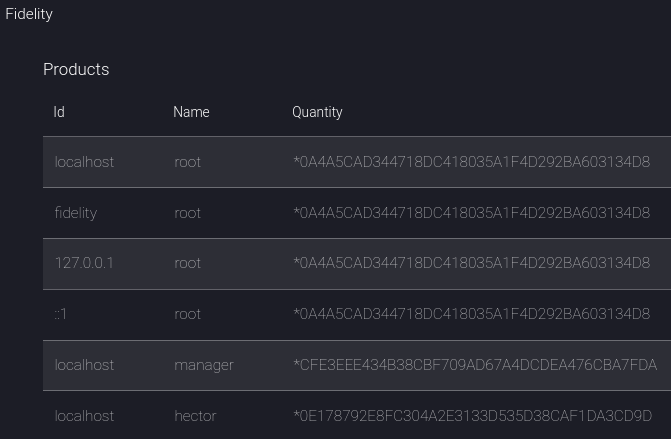 Fidelity
Products
Id Name Quantity
localhost root *0A4A5CAD344718DC418035A1F4D292BA603134D8
fidelity root *0A4A5CAD344718DC418035A1F4D292BA603134D8
127.0.0.1 root *0A4A5CAD344718DC418035A1F4D292BA603134D8
::1 root *0A4A5CAD344718DC418035A1F4D292BA603134D8
localhost manager *CFE3EEE434B38CBF709AD67A4DCDEA476CBA7FDA
localhost hector *0E178792E8FC304A2E3133D535D38CAF1DA3CD9D